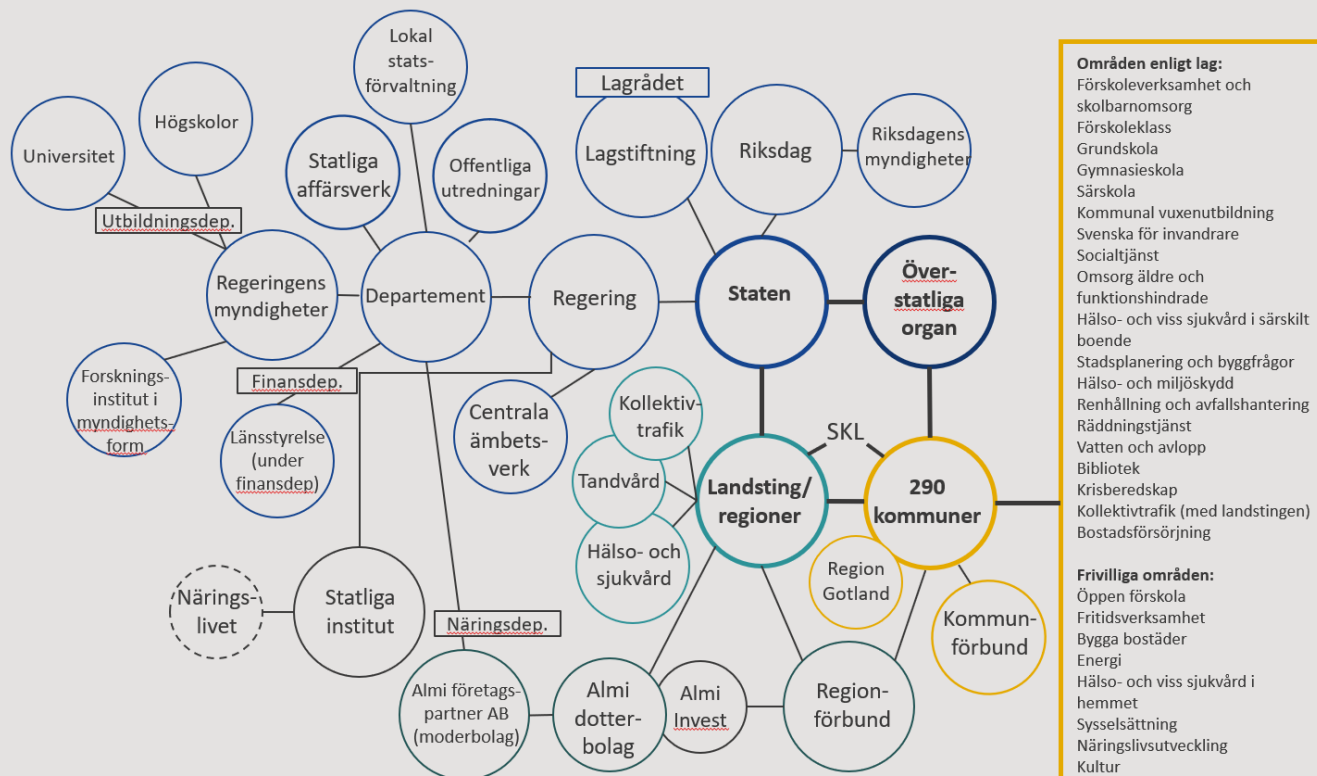 Lokal
stats-
förvaltning
Högskolor
Universitet
Utbildningsdep.
Statliga
affärsverk
Offentliga
utredningar
Lagrådet
Lagstiftning
Riksdag
Riksdagens
myndigheter
Regeringens
myndigheter
Departement
Regering
Staten
Över-
statliga
organ
Forsknings-
institut i
myndighets-
form
Finansdep.
Länsstyrelse
(under
finansdep)
Centrala
ämbets-
verk
Kollektiv-
trafik
Tandvård
Hälso- och
sjukvård
SKL
Landsting/
regioner
290
kommuner
Region
Gotland
Kommun-
förbund
Närings-
livet
Statliga
institut
Näringsdep.
Almi företags-
partner AB
(moderbolag)
Almi
dotter-
bolag
Almi
Invest
Region-
förbund
Områden enligt lag:
Förskoleverksamhet och
skolbarnomsorg
Förskoleklass
Grundskola
Gymnasieskola
Särskola
Kommunal vuxenutbildning
Svenska för invandrare
Socialtjänst
Omsorg äldre och
funktionshindrade
Hälso- och viss sjukvård i särskilt
boende
Stadsplanering och byggfrågor
Hälso- och miljöskydd
Renhållning och avfallshantering
Räddningstjänst
Vatten och avlopp
Bibliotek
Krisberedskap
Kollektivtrafik (med landstingen)
Bostadsförsörjning
Frivilliga områden:
Öppen förskola
Fritidsverksamhet
Bygga bostäder
Energi
Hälso- och viss sjukvård i
hemmet
Sysselsättning
Näringslivsutveckling
Kultur